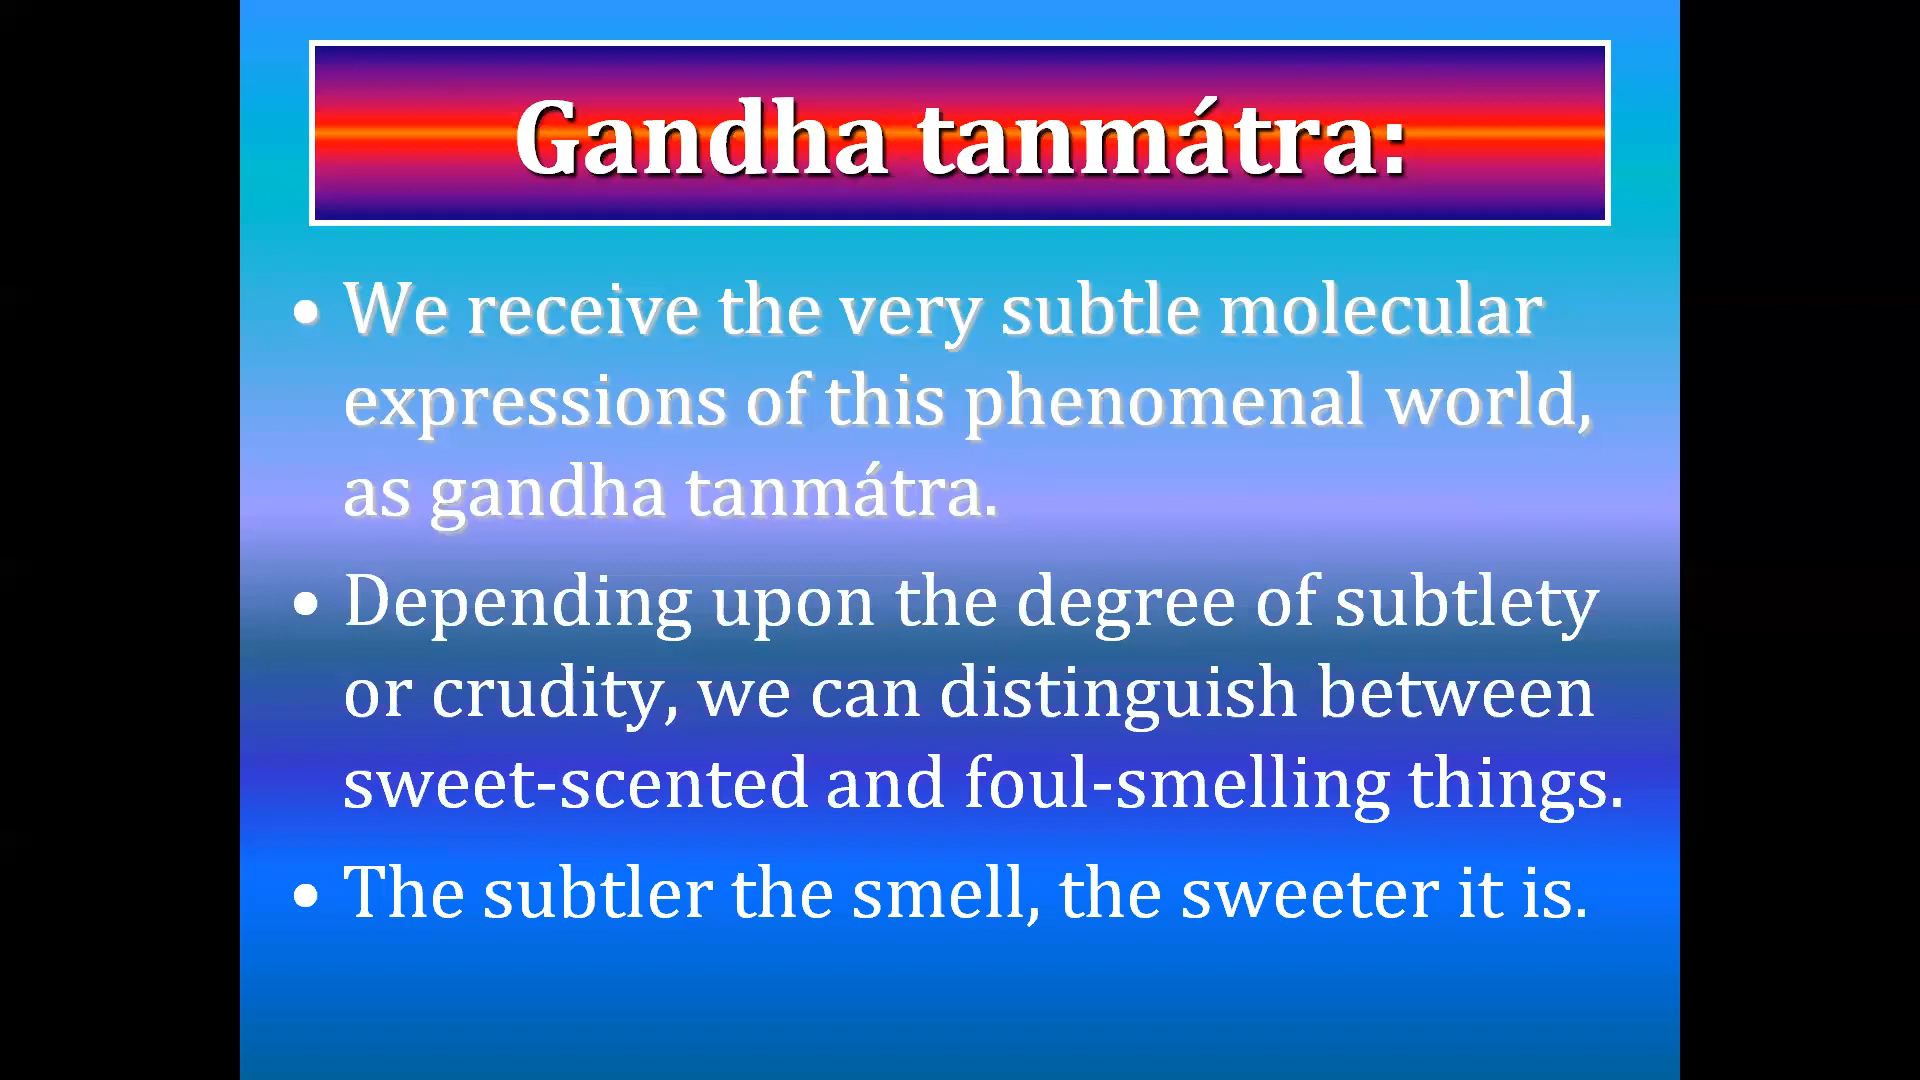 Gandha tanmátra:
• We receive the very subtle molecular
expressions of this phenomenal world,
as gandha tanmátra.
• Depending upon the degree of subtlety
or crudity, we can distinguish between
sweet-scented and foul-smelling things.
• The subtler the smell, the sweeter it is.